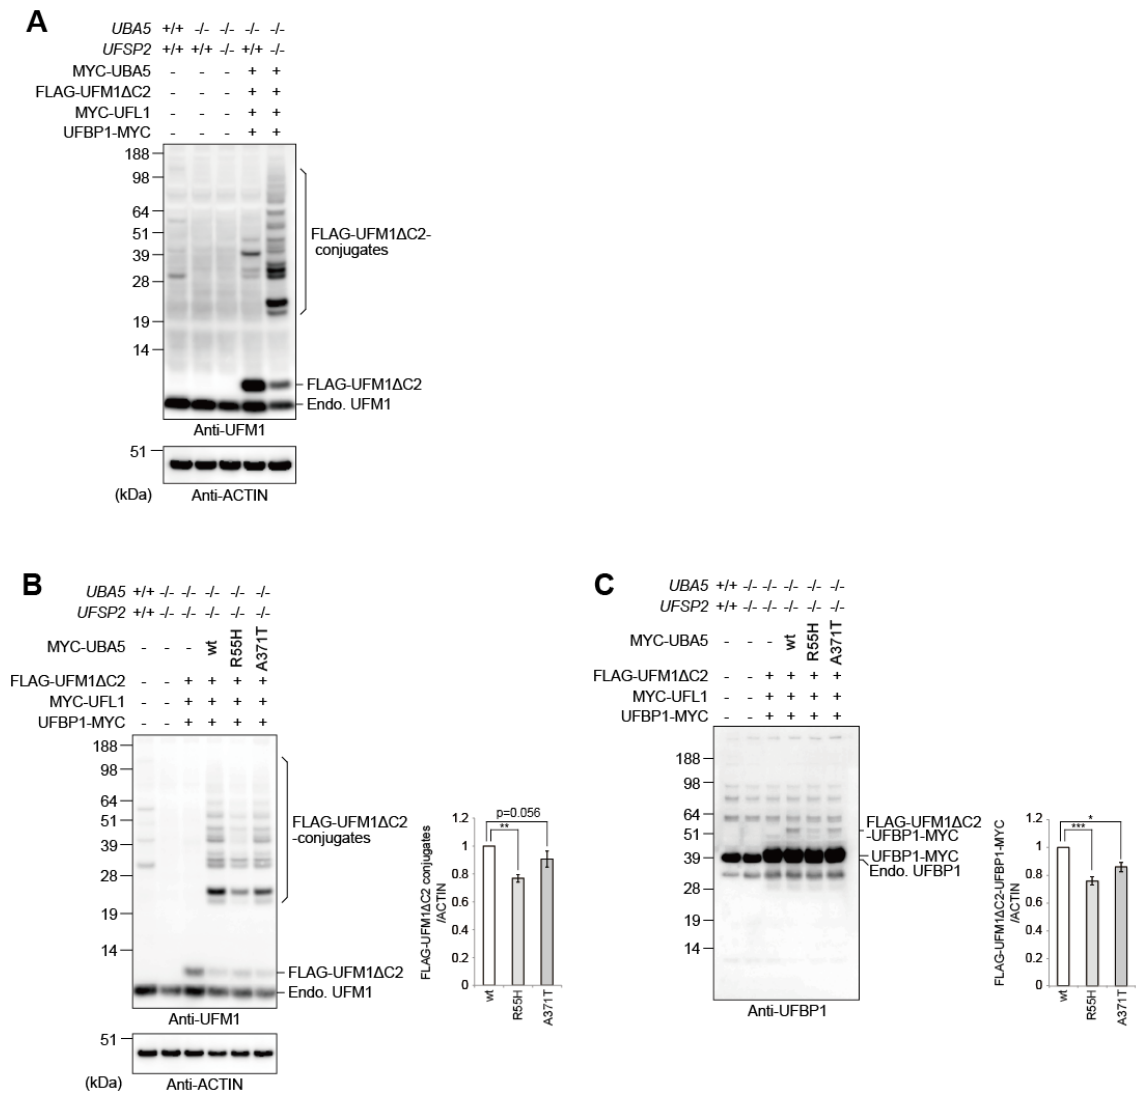 A
UBA5 +/+ -/- -/- -/- -/-
UFSP2 +/+ +/+ -/- +/+ -/-
MYC-UBA5 - - - + +
FLAG-UFM1ΔC2 - - - + +
MYC-UFL1 - - - + +
UFBP1-MYC - - - + +
188
98
64
51
39
28
19
14
FLAG-UFM1ΔC2-
conjugates
FLAG-UFM1ΔC2
Endo. UFM1
Anti-UFM1
51
(kDa)
Anti-ACTIN
B
UBA5 +/+ -/- -/- -/- -/- -/-
UFSP2 +/+ -/- -/- -/- -/- -/-
MYC-UBA5 - - - wt R55H A371T
FLAG-UFM1ΔC2 - - + + + +
MYC-UFL1 - - + + + +
UFBP1-MYC - - + + + +
188
98
64
51
39
28
19
14
FLAG-UFM1ΔC2
-conjugates
FLAG-UFM1ΔC2
Endo. UFM1
Anti-UFM1
51
(kDa)
Anti-ACTIN
FLAG-UFM1ΔC2 conjugates
/ACTIN
1.2
1
0.8
0.6
0.4
0.2
0
p=0.056
**
wt
R55H
A371T
C
UBA5 +/+ -/- -/- -/- -/- -/-
UFSP2 +/+ -/- -/- -/- -/- -/-
MYC-UBA5 - - - wt R55H A371T
FLAG-UFM1ΔC2 - - + + + +
MYC-UFL1 - - + + + +
UFBP1-MYC - - + + + +
188
98
64
51
39
28
19
14
FLAG-UFM1ΔC2
-UFBP1-MYC
UFBP1-MYC
Endo. UFBP1
Anti-UFBP1
FLAG-UFM1ΔC2-UFBP1-MYC
/ACTIN
1.2
1
0.8
0.6
0.4
0.2
0
*
***
wt
R55H
A371T